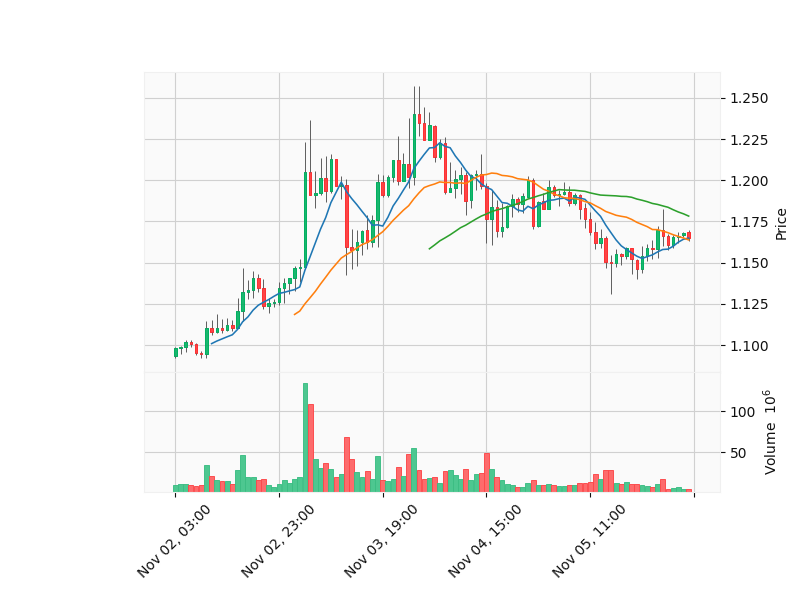 1.250
1.225
1.200
1.175
1.150
1.125
1.100
Price
100
50
Volume 10^6
Nov 02, 03:00
Nov 02, 23:00
Nov 03, 19:00
Nov 04, 15:00
Nov 05, 11:00